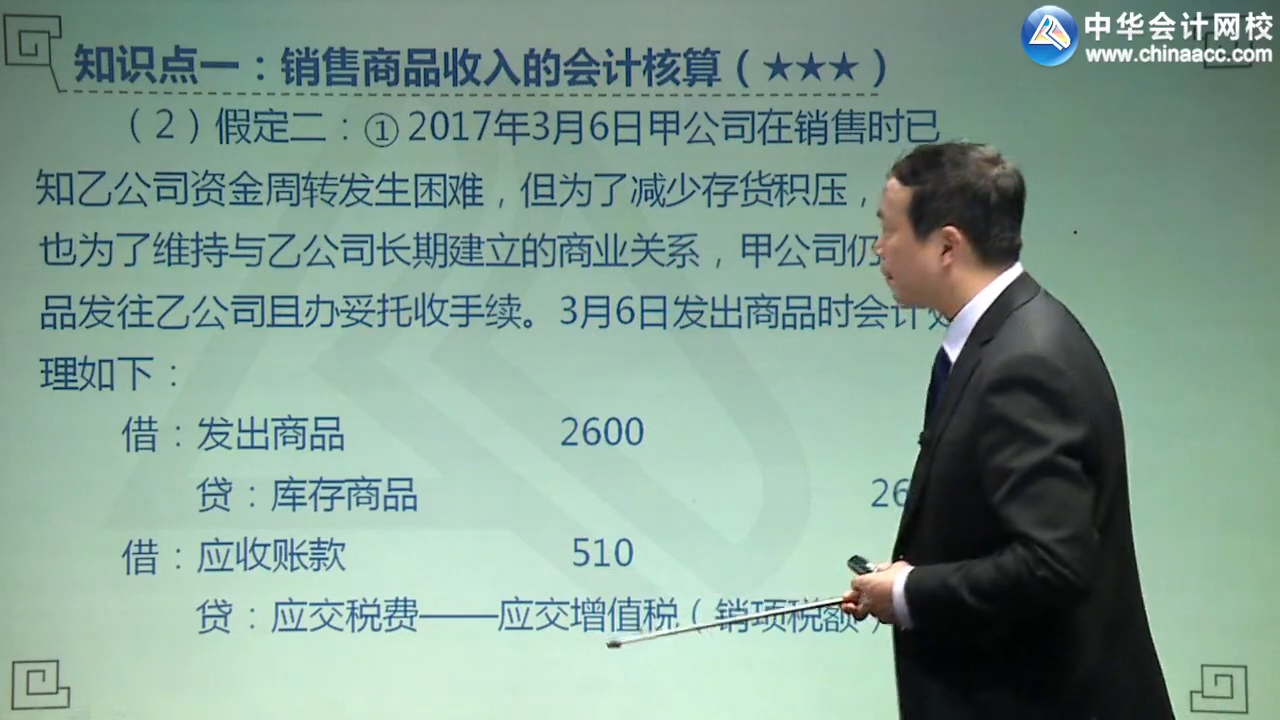 中华会计网校
www.chinaacc.com
知识点一：销售商品收入的会计核算（★★★）
（2）假定二：① 2017年3月6日甲公司在销售时已
知乙公司资金周转发生困难，但为了减少存货积压，
也为了维持与乙公司长期建立的商业关系，甲公司仍
品发往乙公司且办妥托收手续。3月6日发出商品时会计处
理如下：
借：发出商品 2600
贷：库存商品 26
借：应收账款 510
贷：应交税费——应交增值税（销项税额）